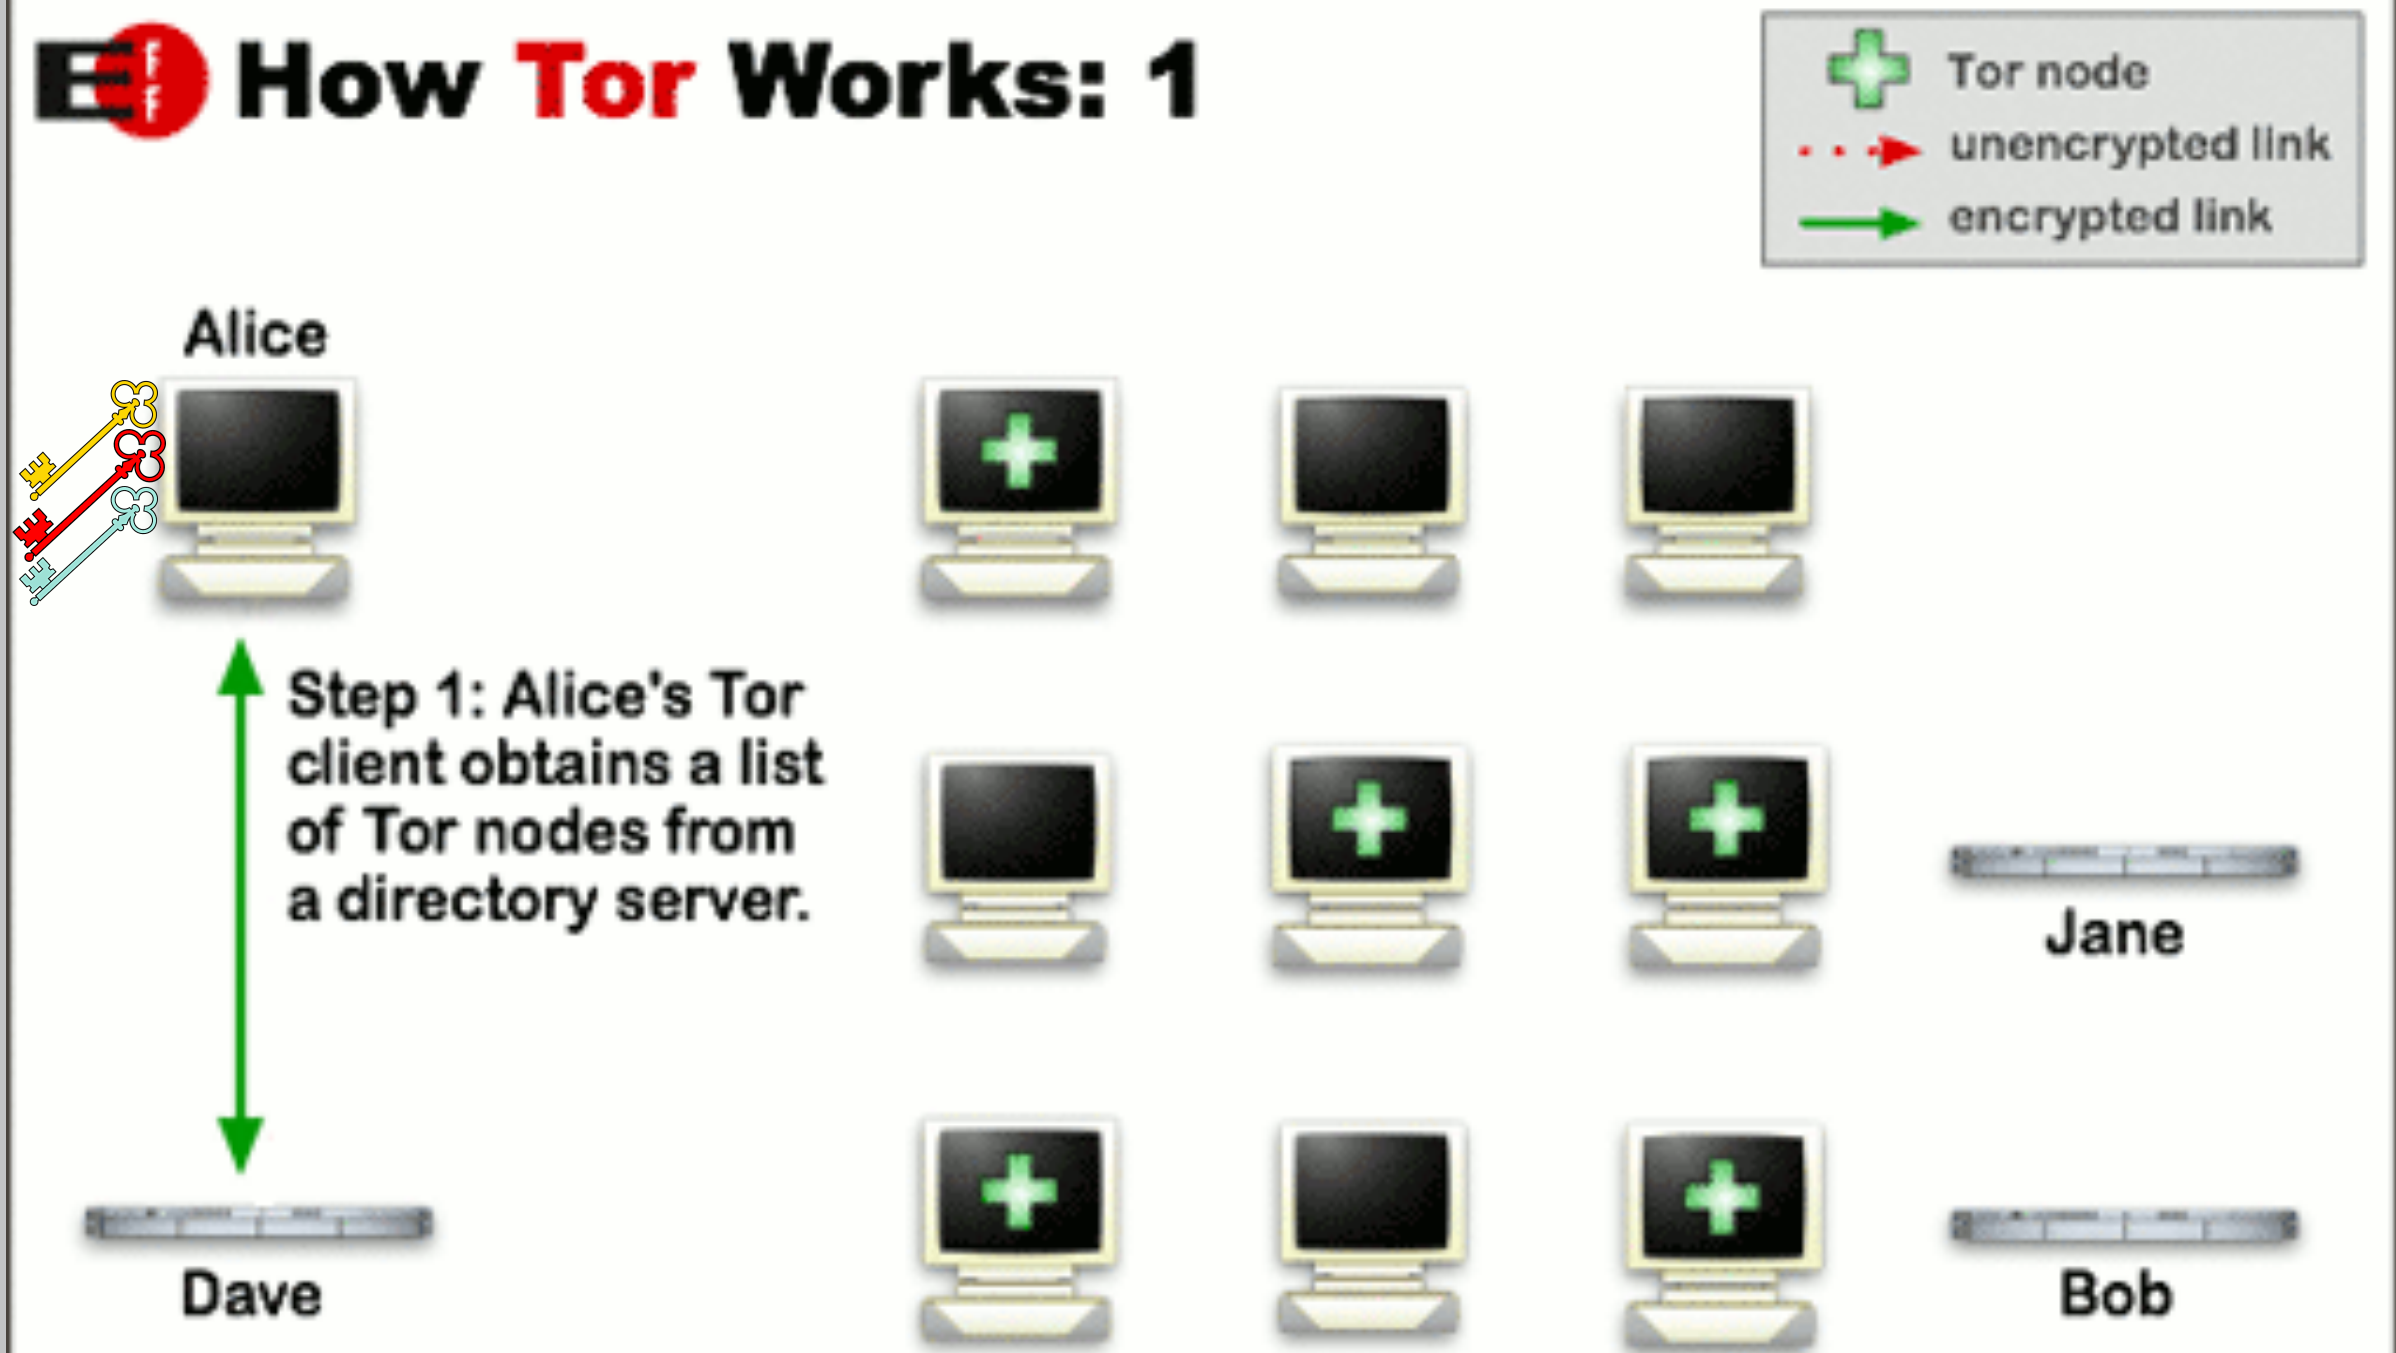 EFF How Tor Works: 1
Tor node
unencrypted link
encrypted link
Alice
Step 1: Alice's Tor
client obtains a list
of Tor nodes from
a directory server.
Jane
Dave
Bob